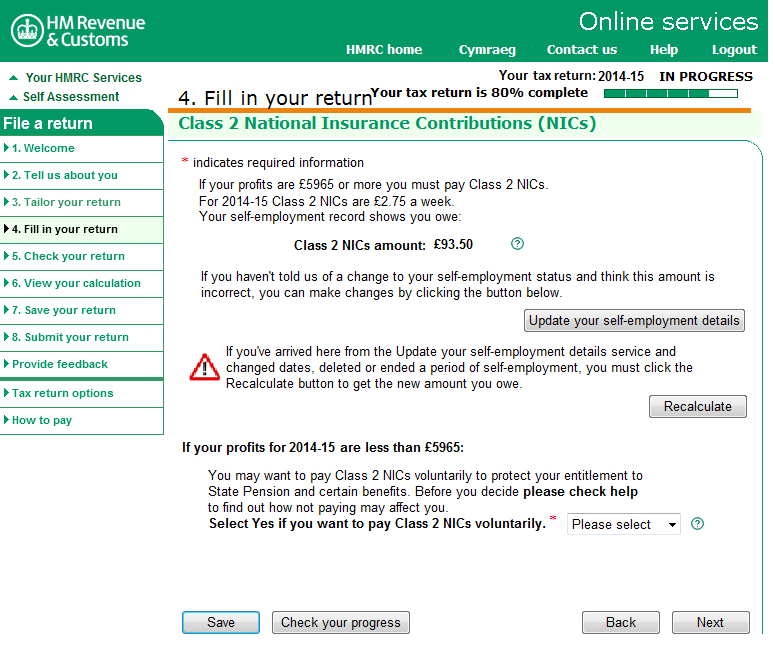 HM Revenue
& Customs
Online services
HMRC home Cymraeg Contact us Help Logout
Your HMRC Services
Self Assessment
File a return
1. Welcome
2. Tell us about you
3. Tailor your return
4. Fill in your return
5. Check your return
6. View your calculation
7. Save your return
8. Submit your return
Provide feedback
Tax return options
How to pay
Your tax return: 2014-15 IN PROGRESS
4. Fill in your return
Your tax return is 80% complete
Class 2 National Insurance Contributions (NICs)
* indicates required information
If your profits are £5965 or more you must pay Class 2 NICs.
For 2014-15 Class 2 NICs are £2.75 a week.
Your self-employment record shows you owe:
Class 2 NICs amount: £93.50 ?
If you haven't told us of a change to your self-employment status and think this amount is
incorrect, you can make changes by clicking the button below.
Update your self-employment details
If you've arrived here from the Update your self-employment details service and
changed dates, deleted or ended a period of self-employment, you must click the
Recalculate button to get the new amount you owe.
Recalculate
If your profits for 2014-15 are less than £5965:
You may want to pay Class 2 NICs voluntarily to protect your entitlement to
State Pension and certain benefits. Before you decide please check help
to find out how not paying may affect you.
Select Yes if you want to pay Class 2 NICs voluntarily. * Please select ?
Save Check your progress Back Next